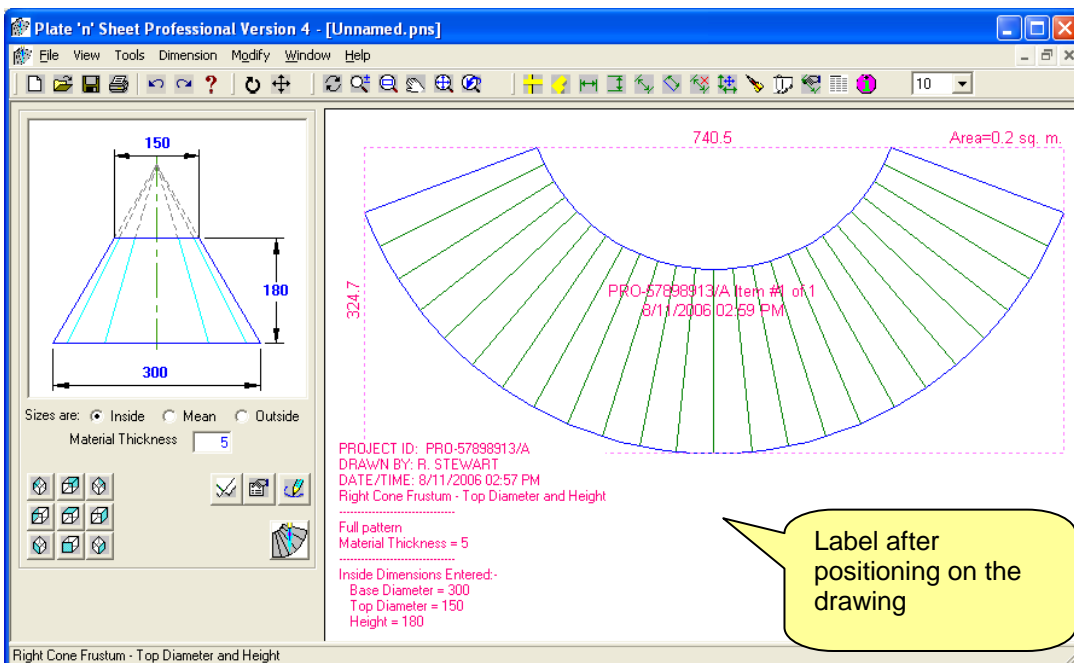 Plate 'n' Sheet Professional Version 4 - [Unnamed.pns]
File View Tools Dimension Modify Window Help
10
150
180
300
Sizes are: Inside Mean Outside
Material Thickness 5
740.5
Area=0.2 sq. m.
324.7
PRO-57898913/A Item #1 of 1
8/11/2006 02:59 PM
PROJECT ID: PRO-57898913/A
DRAWN BY: R. STEWART
DATE/TIME: 8/11/2006 02:57 PM
Right Cone Frustum - Top Diameter and Height
--------------------------------
Full pattern
Material Thickness = 5
--------------------------------
Inside Dimensions Entered:-
Base Diameter = 300
Top Diameter = 150
Height = 180
Label after
positioning on the
drawing
Right Cone Frustum - Top Diameter and Height